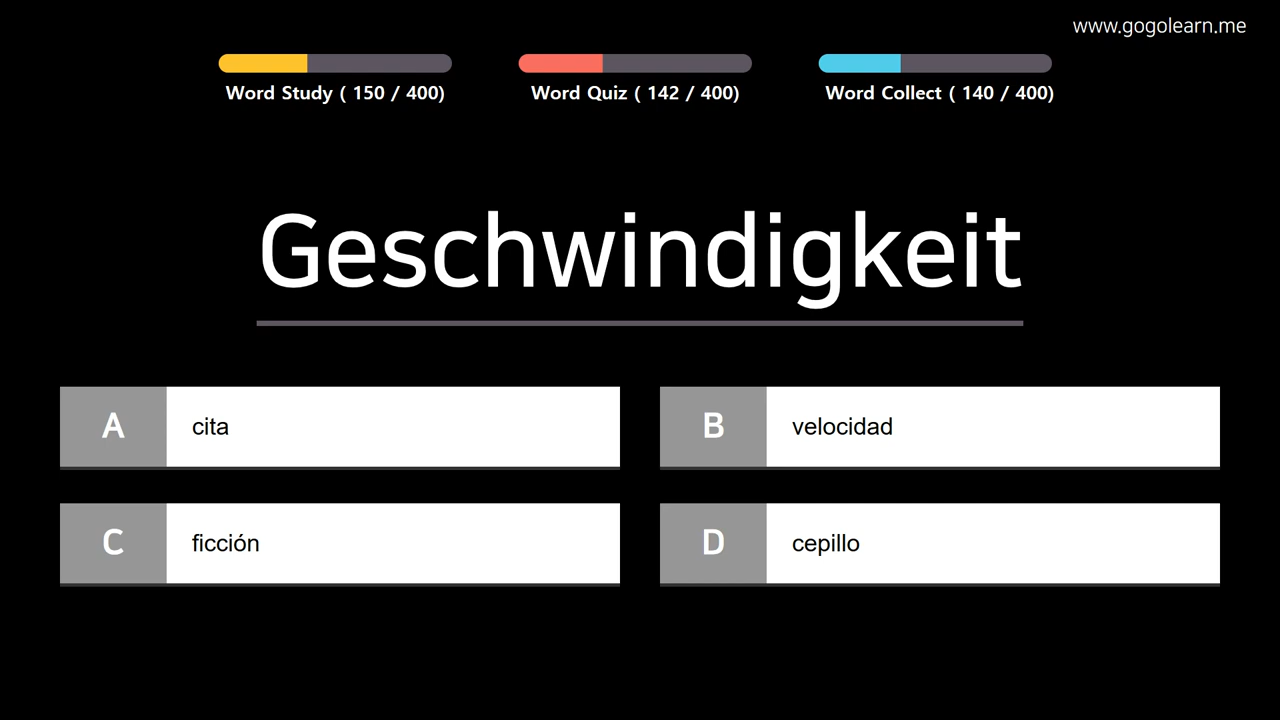 www.gogolearn.me
Word Study ( 150 / 400)
Word Quiz ( 142 / 400)
Word Collect ( 140 / 400)
Geschwindigkeit
A cita
B velocidad
C ficción
D cepillo